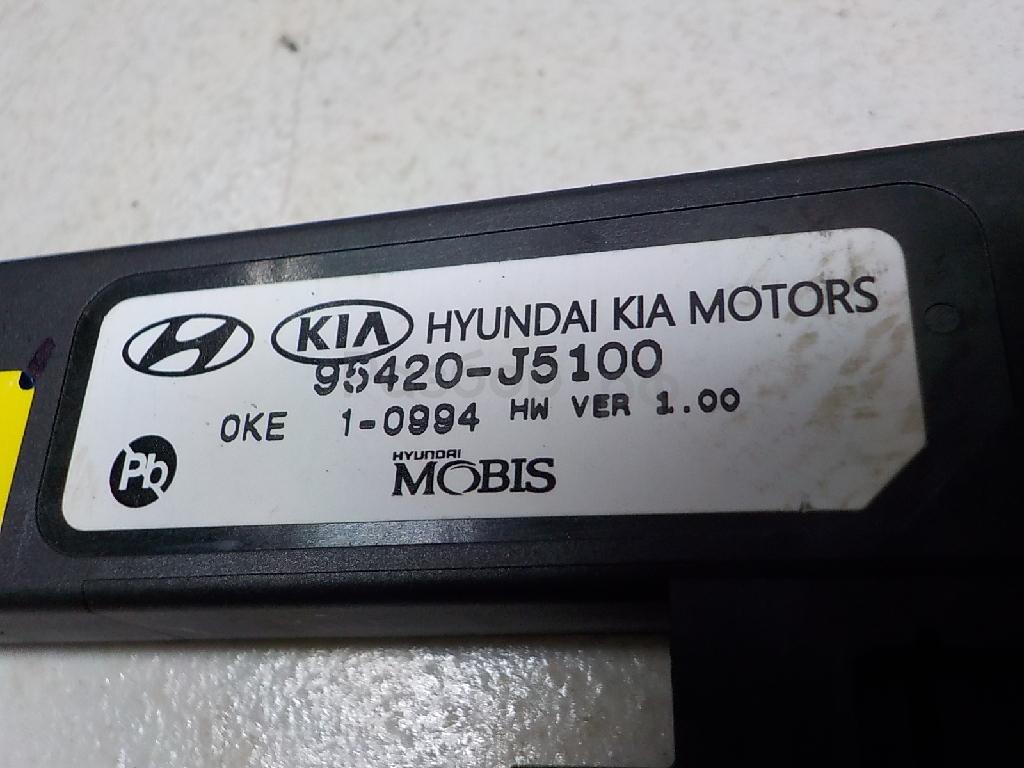 KIA HYUNDAI KIA MOTORS
95420-J5100
OKE 1-0994 HW VER 1.00
Pb
HYUNDAI
MOBIS